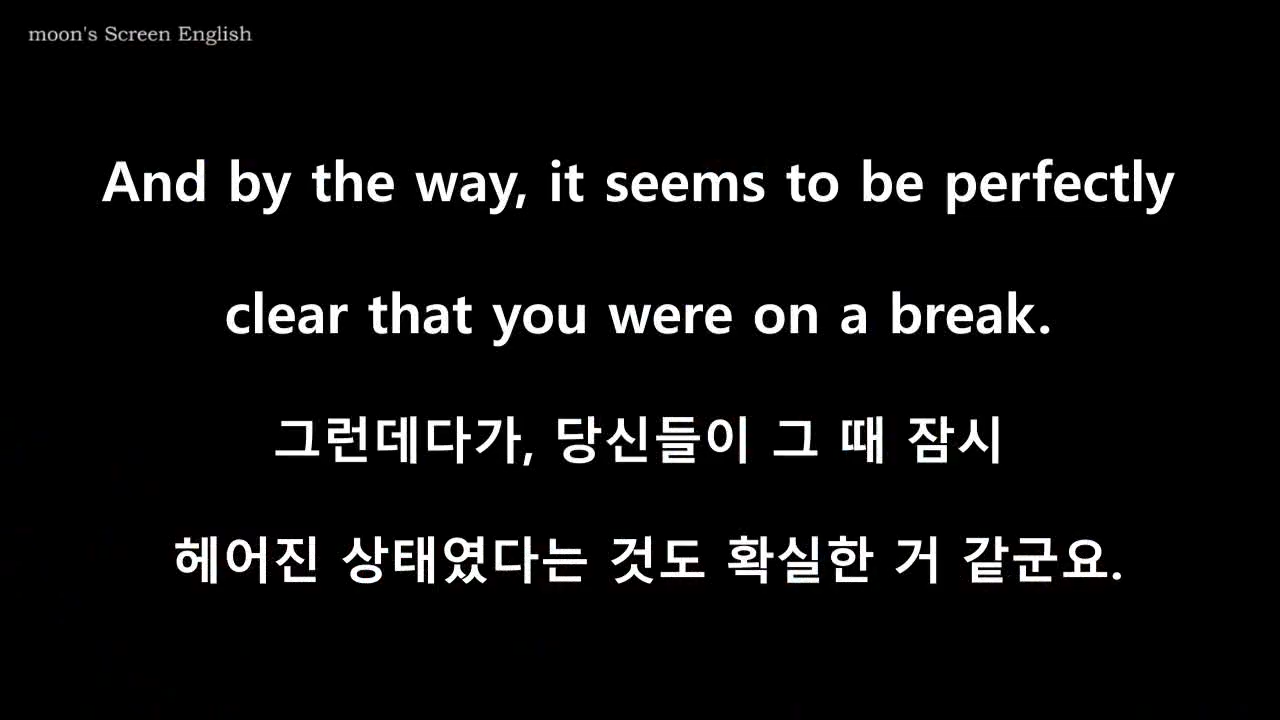 moon's Screen English
And by the way, it seems to be perfectly
clear that you were on a break.
그런데다가, 당신들이 그 때 잠시
헤어진 상태였다는 것도 확실한 거 같군요.